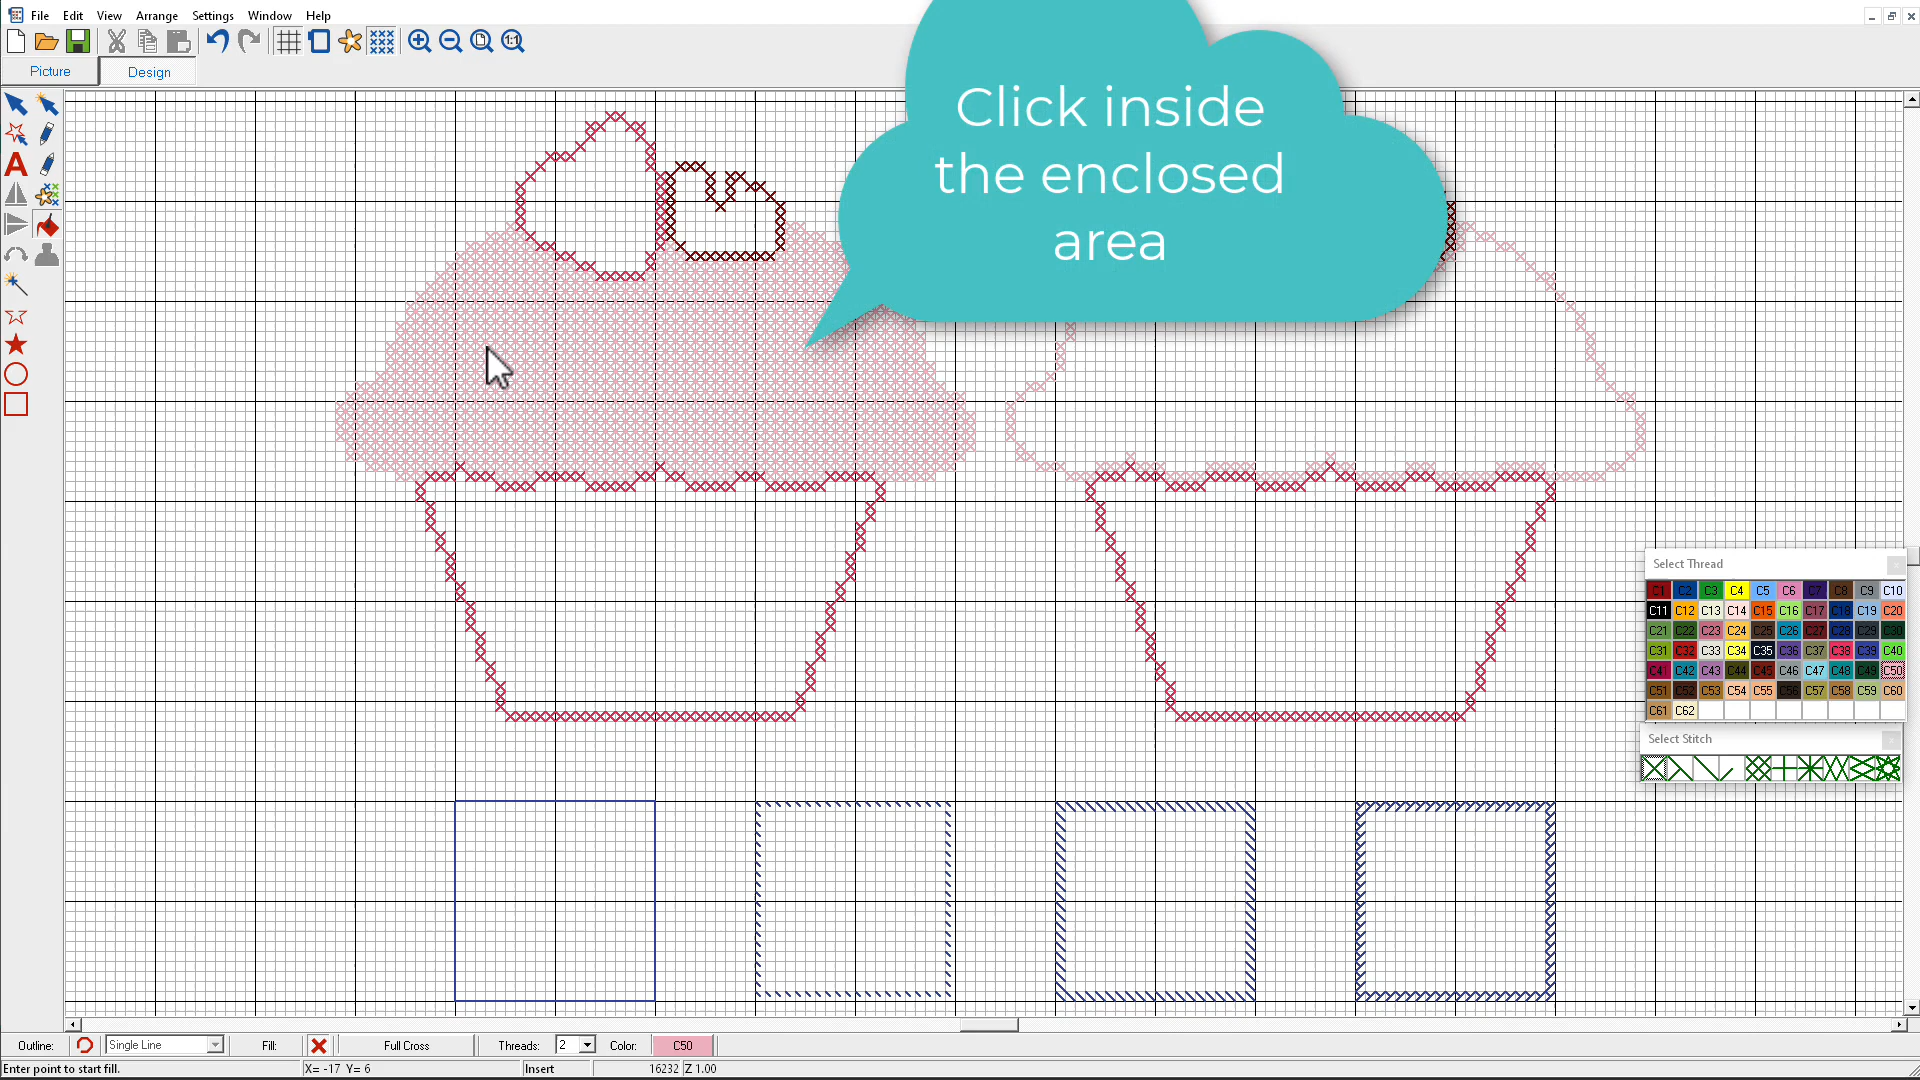 File Edit View Arrange Settings Window Help
1:1
Picture Design
Click inside
the enclosed
area
Select Thread
C1 C2 C3 C4 C5 C6 C7 C8 C9 C10
C11 C12 C13 C14 C15 C16 C17 C18 C19 C20
C21 C22 C23 C24 C25 C26 C27 C28 C29 C30
C31 C32 C33 C34 C35 C36 C37 C38 C39 C40
C41 C42 C43 C44 C45 C46 C47 C48 C49 C50
C51 C52 C53 C54 C55 C56 C57 C58 C59 C60
C61 C62
Select Stitch
Outline: Single Line Fill: Full Cross Threads: 2 Color: C50
Enter point to start fill. X= -17 Y= 6 Insert 16232 Z 1.00